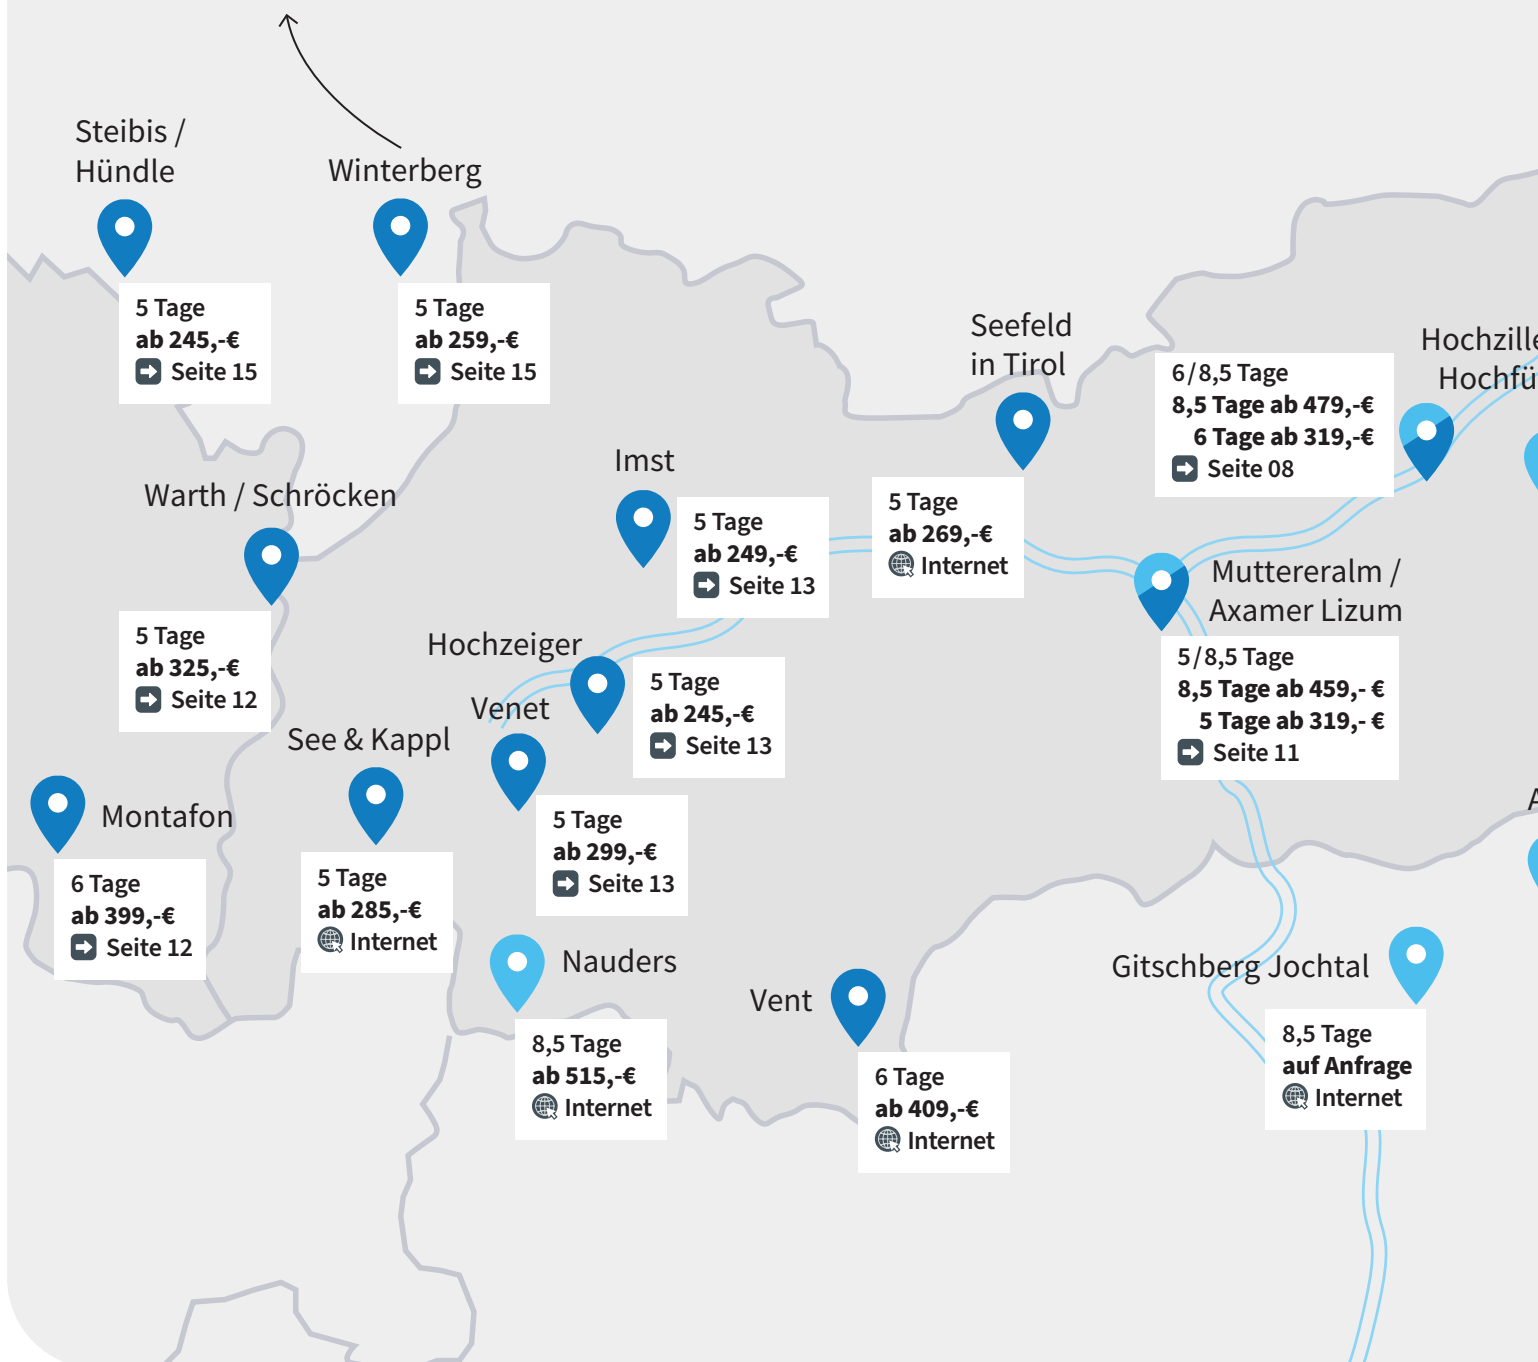 Steibis /
Hündle
5 Tage
ab 245,-€
Seite 15
Winterberg
5 Tage
ab 259,-€
Seite 15
Seefeld
in Tirol
5 Tage
ab 269,-€
Internet
Hochzille
Hochfü
6/8,5 Tage
8,5 Tage ab 479,-€
6 Tage ab 319,-€
Seite 08
Imst
5 Tage
ab 249,-€
Seite 13
Warth / Schröcken
5 Tage
ab 325,-€
Seite 12
Muttereralm /
Axamer Lizum
5/8,5 Tage
8,5 Tage ab 459,- €
5 Tage ab 319,- €
Seite 11
Hochzeiger
5 Tage
ab 245,-€
Seite 13
Venet
5 Tage
ab 299,-€
Seite 13
See & Kappl
5 Tage
ab 285,-€
Internet
Montafon
6 Tage
ab 399,-€
Seite 12
Nauders
8,5 Tage
ab 515,-€
Internet
Vent
6 Tage
ab 409,-€
Internet
Gitschberg Jochtal
8,5 Tage
auf Anfrage
Internet